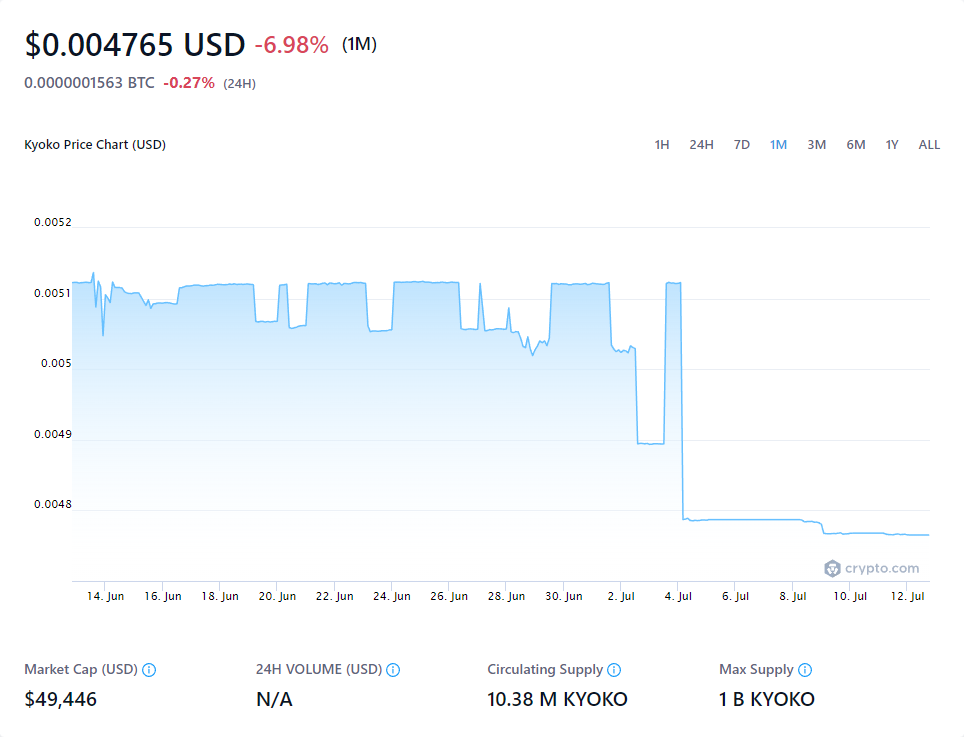 $0.004765 USD -6.98% (1M)
0.0000001563 BTC -0.27% (24H)
Kyoko Price Chart (USD) 1H 24H 7D 1M 3M 6M 1Y ALL
0.0052
0.0051
0.005
0.0049
0.0048
crypto.com
14. Jun 16. Jun 18. Jun 20. Jun 22. Jun 24. Jun 26. Jun 28. Jun 30. Jun 2. Jul 4. Jul 6. Jul 8. Jul 10. Jul 12. Jul
Market Cap (USD) 24H VOLUME (USD) Circulating Supply Max Supply
$49,446 N/A 10.38 M KYOKO 1 B KYOKO